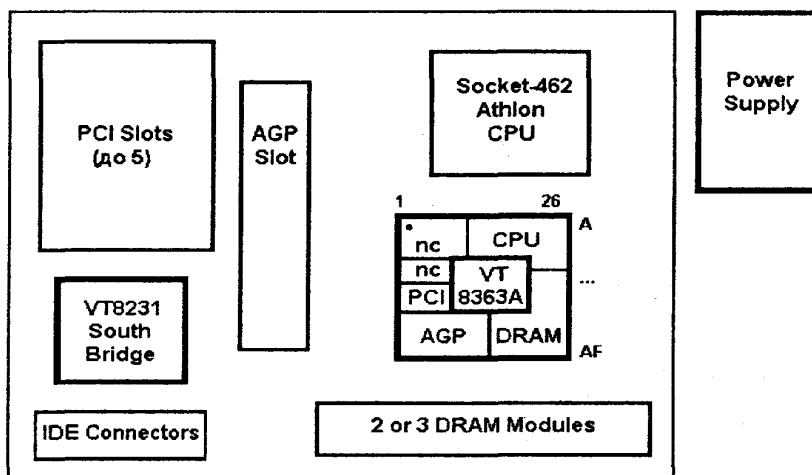 PCI Slots
(до 5)
AGP
Slot
Socket-462
Athlon
CPU
Power
Supply
1 26
A
nc CPU
nc VT
...
PCI 8363A
AGP DRAM
AF
VT8231
South
Bridge
IDE Connectors
2 or 3 DRAM Modules